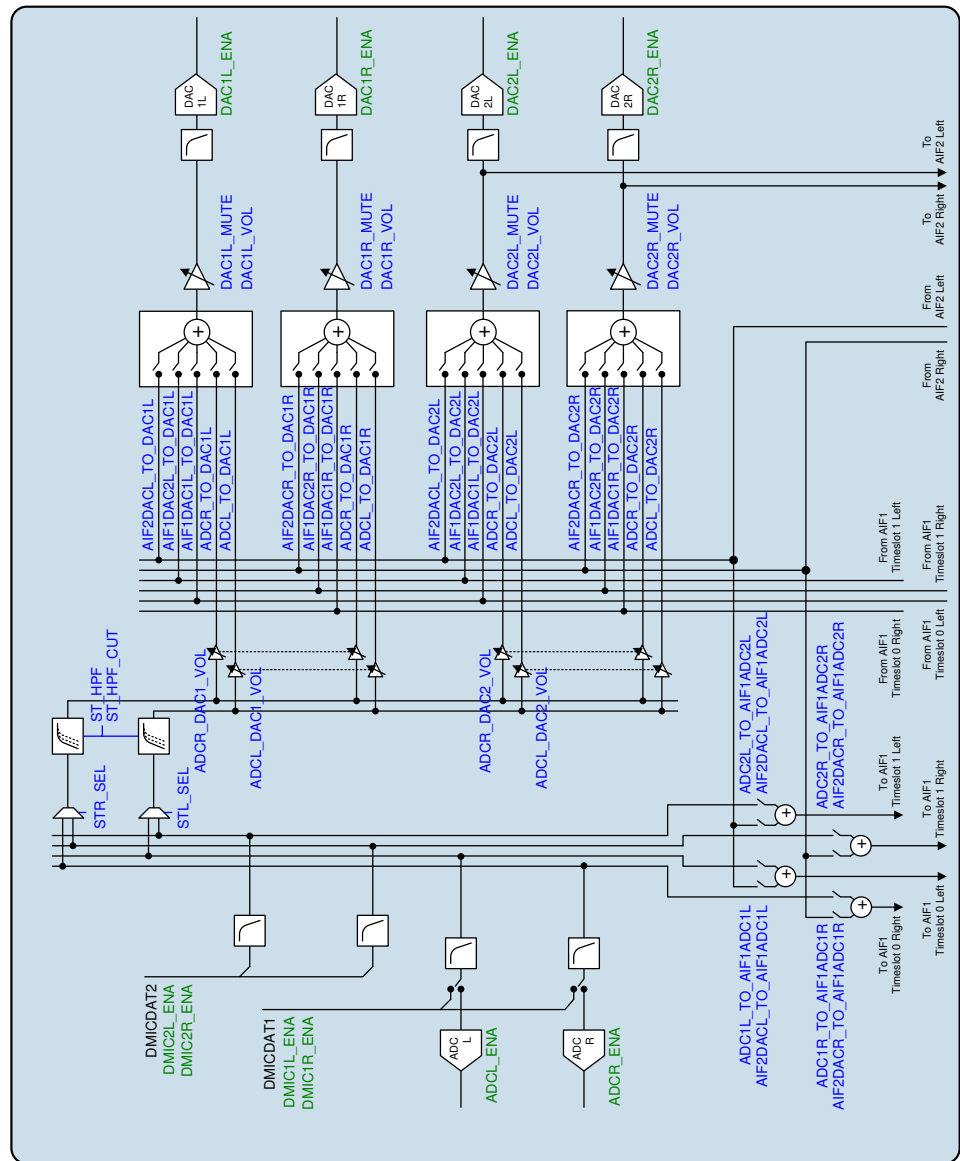 DAC
1L
DAC1L_ENA
DAC
1R
DAC1R_ENA
DAC
2L
DAC2L_ENA
DAC
2R
DAC2R_ENA
To
AIF2 Left
To
AIF2 Right
DAC1L_MUTE
DAC1L_VOL
DAC1R_MUTE
DAC1R_VOL
DAC2L_MUTE
DAC2L_VOL
DAC2R_MUTE
DAC2R_VOL
From
AIF2 Left
From
AIF2 Right
+
+
+
+
AIF2DACL_TO_DAC1L
AIF1DAC2L_TO_DAC1L
AIF1DAC1L_TO_DAC1L
ADCR_TO_DAC1L
ADCL_TO_DAC1L
AIF2DACR_TO_DAC1R
AIF1DAC2R_TO_DAC1R
AIF1DAC1R_TO_DAC1R
ADCR_TO_DAC1R
ADCL_TO_DAC1R
AIF2DACL_TO_DAC2L
AIF1DAC2L_TO_DAC2L
AIF1DAC1L_TO_DAC2L
ADCR_TO_DAC2L
ADCL_TO_DAC2L
AIF2DACR_TO_DAC2R
AIF1DAC2R_TO_DAC2R
AIF1DAC1R_TO_DAC2R
ADCR_TO_DAC2R
ADCL_TO_DAC2R
From AIF1
Timeslot 1 Left
From AIF1
Timeslot 1 Right
From AIF1
Timeslot 0 Right
From AIF1
Timeslot 0 Left
ST_HPF
ST_HPF_CUT
ADCR_DAC1_VOL
ADCL_DAC1_VOL
ADCR_DAC2_VOL
ADCL_DAC2_VOL
STR_SEL
STL_SEL
ADC2L_TO_AIF1ADC2L
AIF2DACL_TO_AIF1ADC2L
ADC2R_TO_AIF1ADC2R
AIF2DACR_TO_AIF1ADC2R
+
+
+
+
To AIF1
Timeslot 1 Left
To AIF1
Timeslot 1 Right
ADC1L_TO_AIF1ADC1L
AIF2DACL_TO_AIF1ADC1L
ADC1R_TO_AIF1ADC1R
AIF2DACR_TO_AIF1ADC1R
To AIF1
Timeslot 0 Right
To AIF1
Timeslot 0 Left
DMICDAT2
DMIC2L_ENA
DMIC2R_ENA
DMICDAT1
DMIC1L_ENA
DMIC1R_ENA
ADC
L
ADCL_ENA
ADC
R
ADCR_ENA